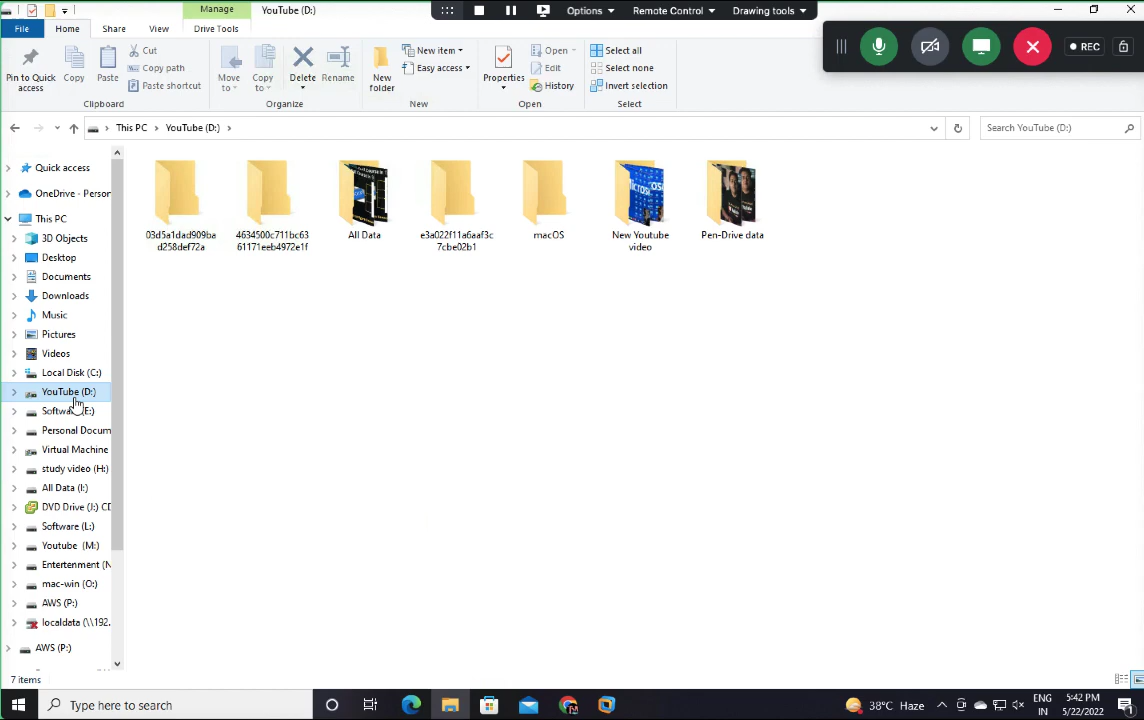 Manage
YouTube (D:)
Options
Remote Control
Drawing tools
File
Home
Share
View
Drive Tools
REC
Pin to Quick access
Copy
Paste
Cut
Copy path
Paste shortcut
Clipboard
Move to
Copy to
Delete
Rename
Organize
New folder
New item
Easy access
New
Properties
Open
Edit
History
Open
Select all
Select none
Invert selection
Select
This PC
YouTube (D:)
Search YouTube (D:)
Quick access
OneDrive - Person
This PC
3D Objects
Desktop
Documents
Downloads
Music
Pictures
Videos
Local Disk (C:)
YouTube (D:)
Personal Docum
Virtual Machine
study video (H:)
All Data (I:)
DVD Drive (J:) CD
Software (L:)
Youtube (M:)
Entertenment (N
mac-win (O:)
AWS (P:)
localdata (\\192.
AWS (P:)
03d5a1dad909ba
d258def72a
4634500c711bc63
61171eeb4972e1f
All Data
e3a022f11a6aaf3c
7cbe02b1
macOS
New Youtube
video
Pen-Drive data
7 items
Type here to search
38°C Haze
ENG
IN
5:42 PM
5/22/2022